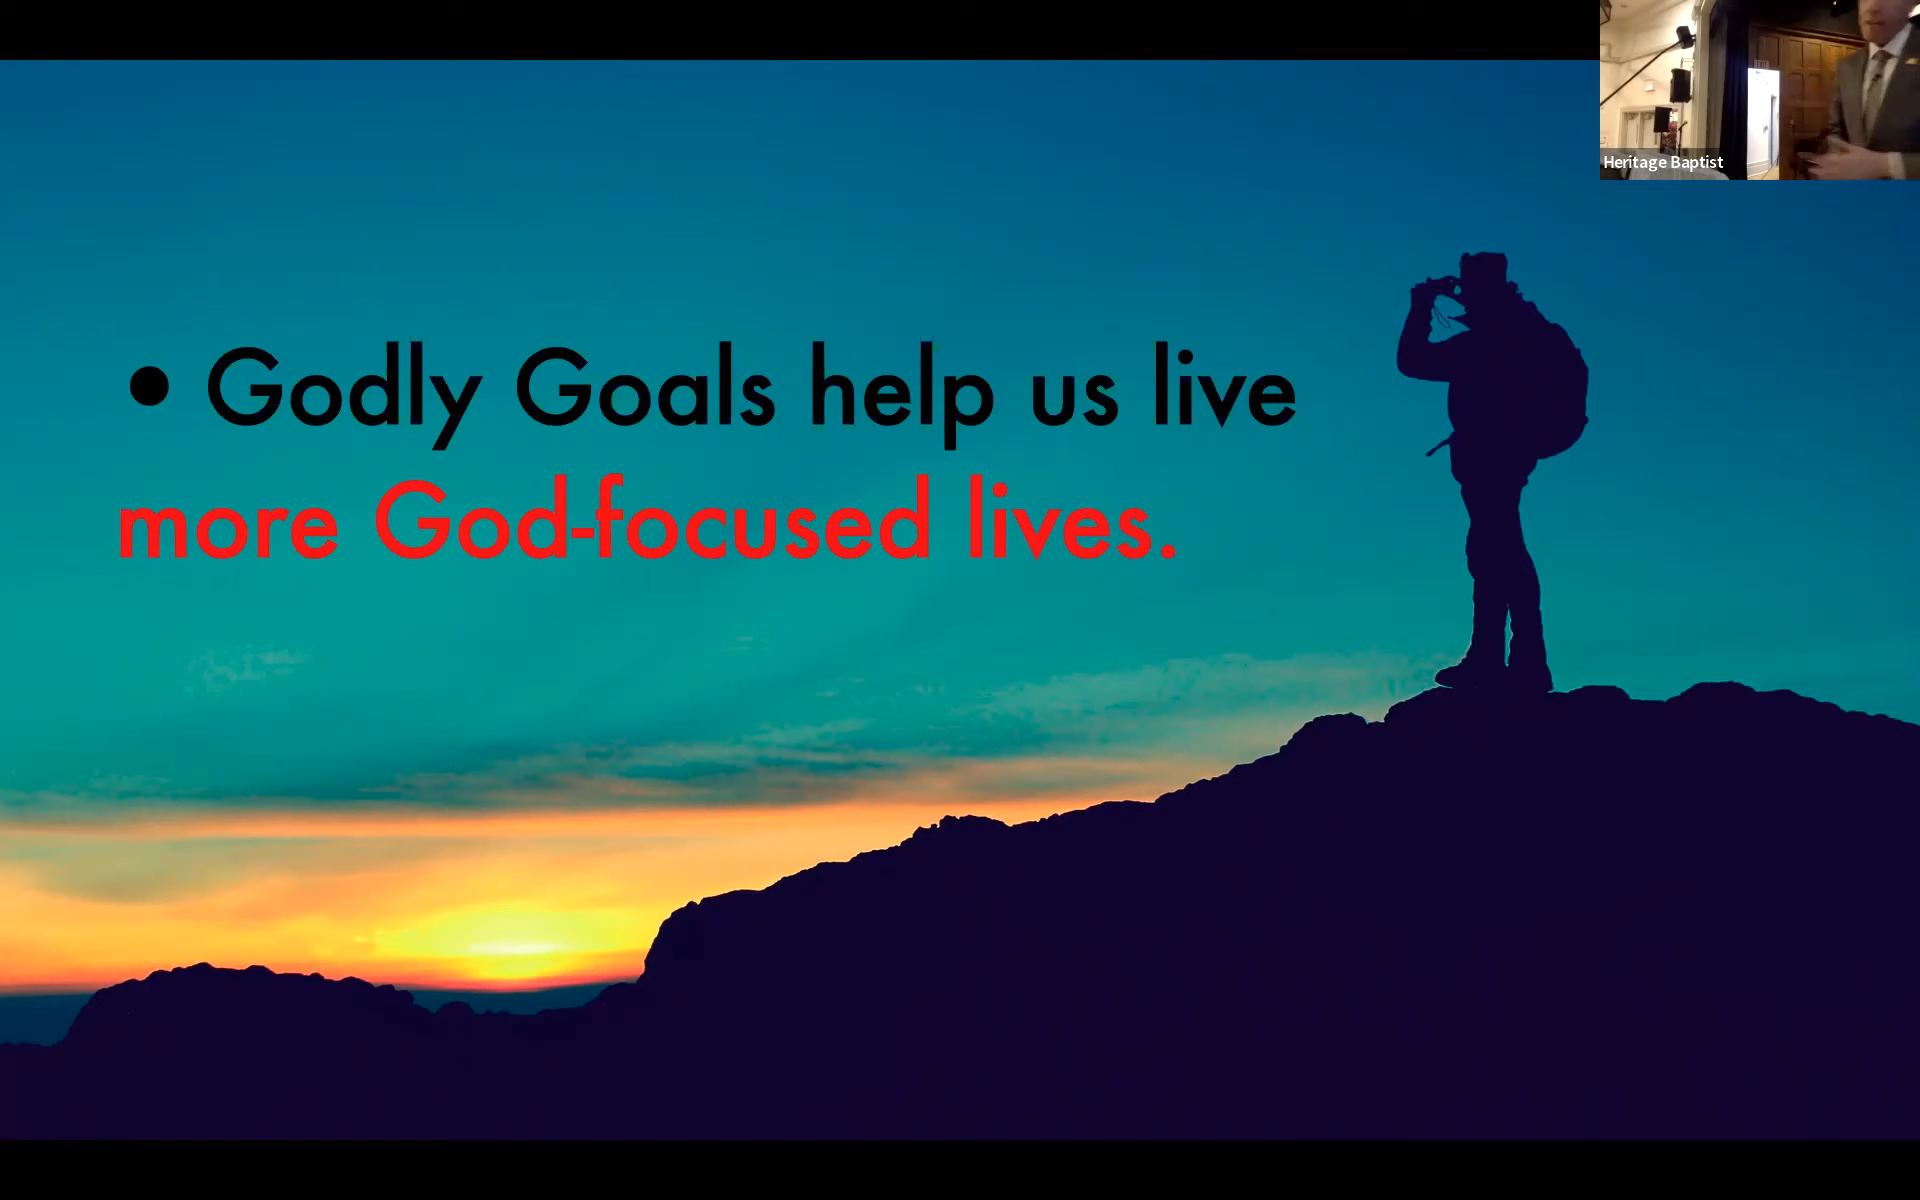 Heritage Baptist
• Godly Goals help us live
more God-focused lives.